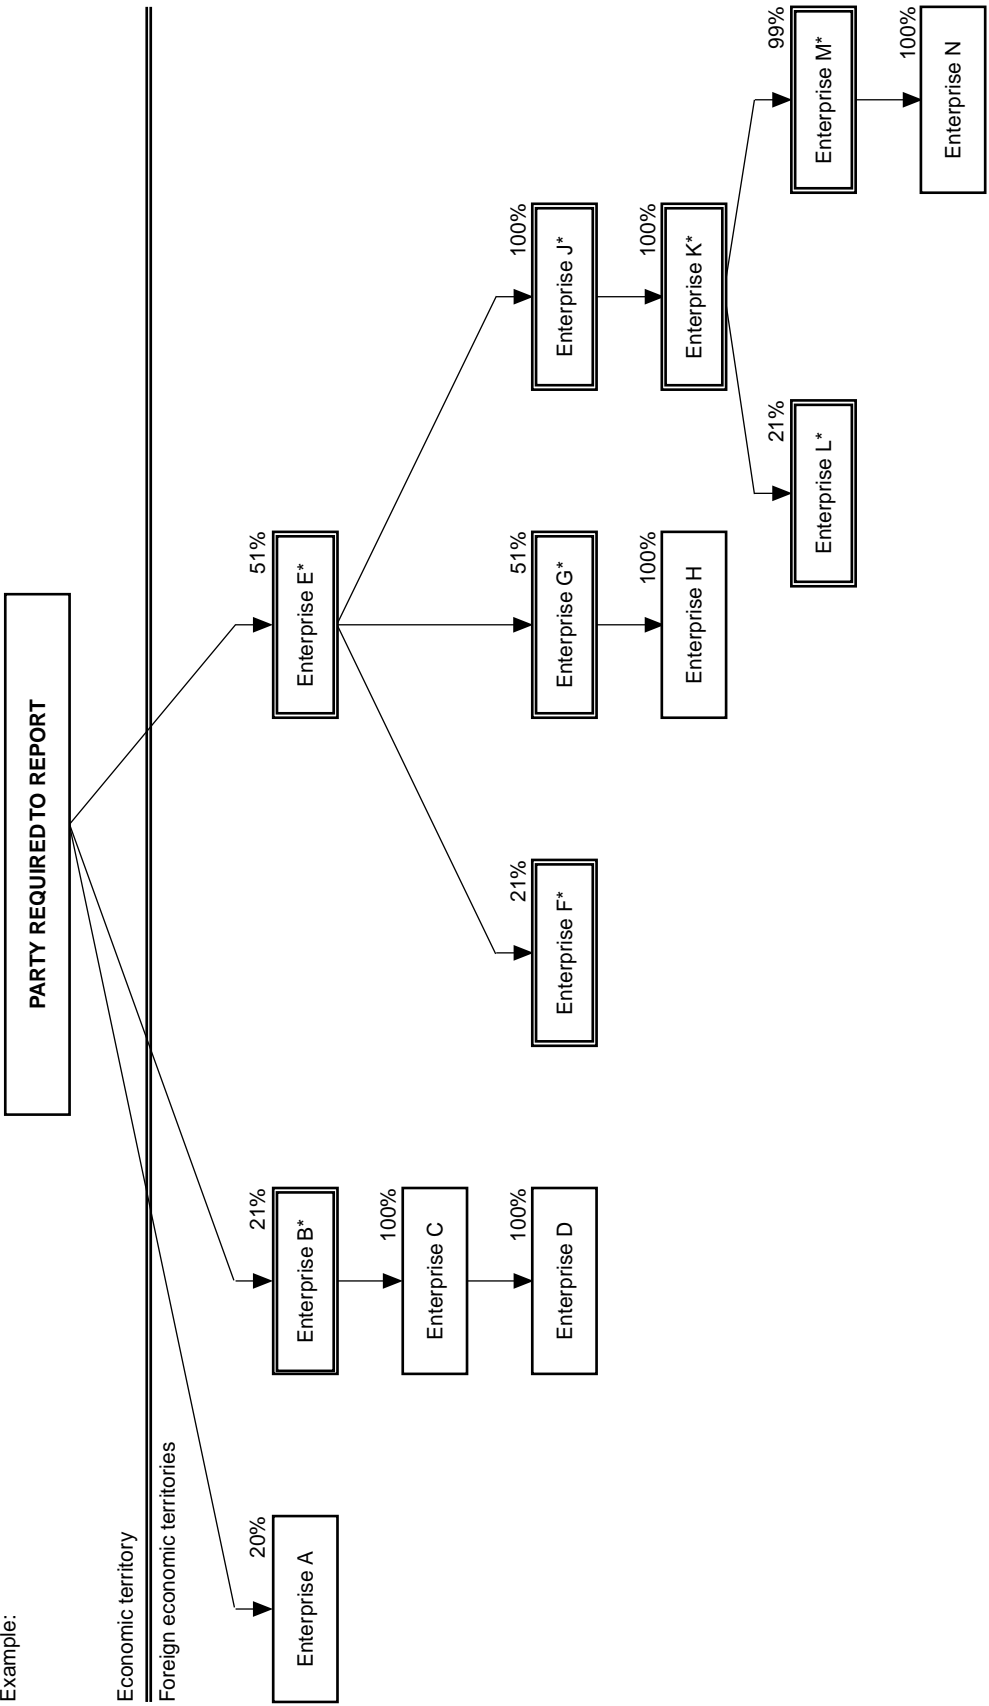 Example:
PARTY REQUIRED TO REPORT
Economic territory
Foreign economic territories
20%
Enterprise A
21%
Enterprise B*
51%
Enterprise E*
100%
Enterprise C
100%
Enterprise D
21%
Enterprise F*
51%
Enterprise G*
100%
Enterprise J*
100%
Enterprise H
100%
Enterprise K*
21%
Enterprise L*
99%
Enterprise M*
100%
Enterprise N